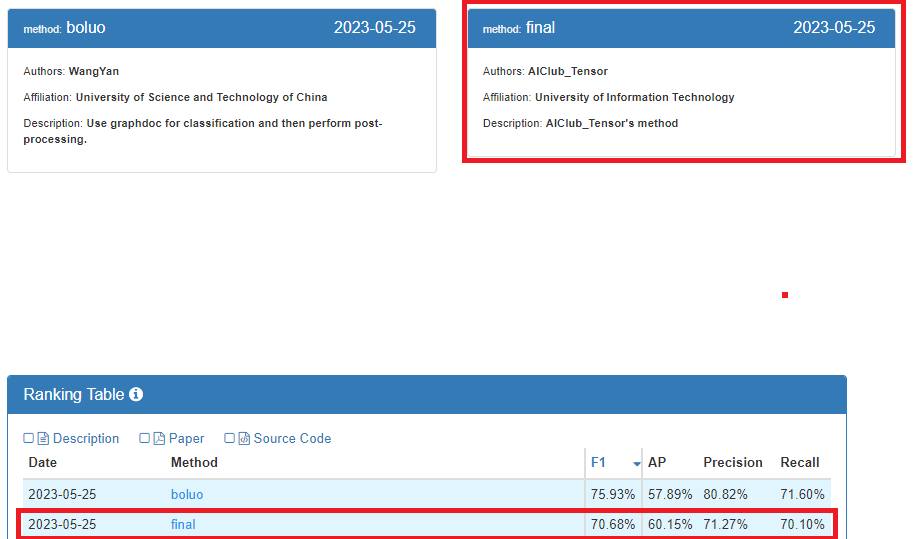 method: boluo 2023-05-25
Authors: WangYan
Affiliation: University of Science and Technology of China
Description: Use graphdoc for classification and then perform post-
processing.
method: final 2023-05-25
Authors: AIClub_Tensor
Affiliation: University of Information Technology
Description: AIClub_Tensor's method
Ranking Table
Description Paper Source Code
Date Method F1 AP Precision Recall
2023-05-25 boluo 75.93% 57.89% 80.82% 71.60%
2023-05-25 final 70.68% 60.15% 71.27% 70.10%